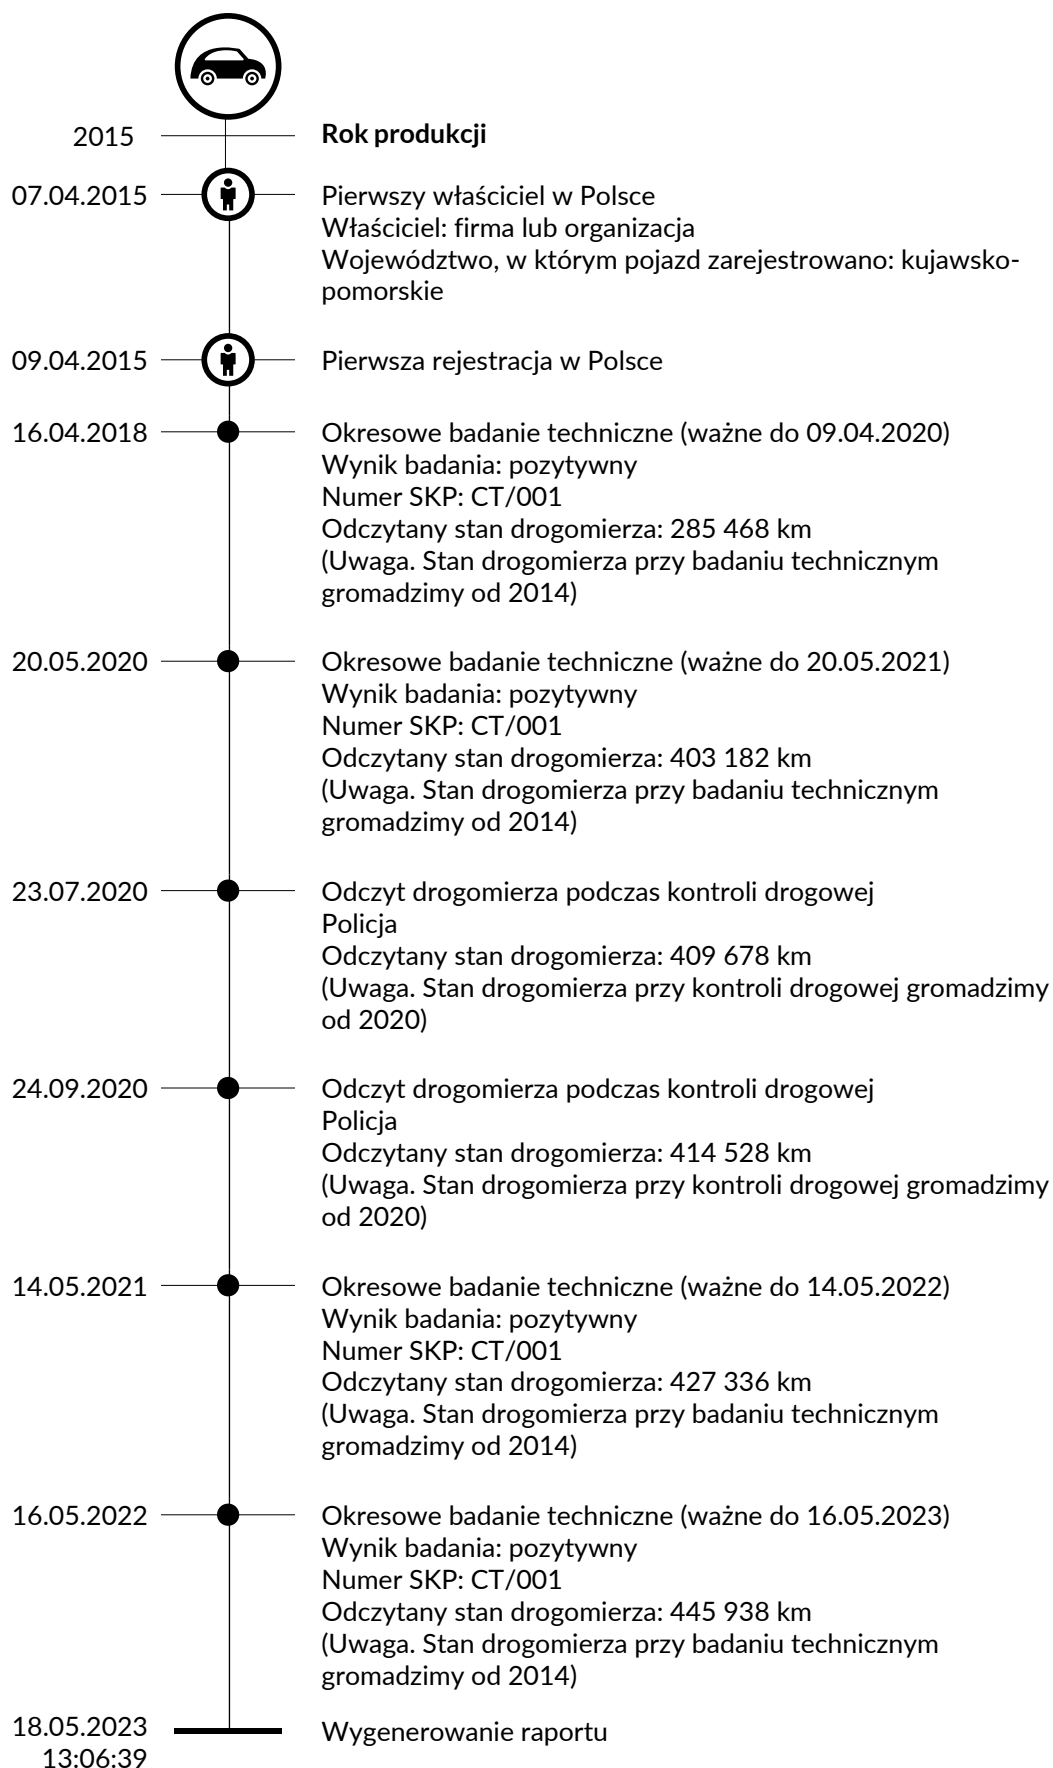 2015
Rok produkcji
07.04.2015
Pierwszy właściciel w Polsce
Właściciel: firma lub organizacja
Województwo, w którym pojazd zarejestrowano: kujawsko-
pomorskie
09.04.2015
Pierwsza rejestracja w Polsce
16.04.2018
Okresowe badanie techniczne (ważne do 09.04.2020)
Wynik badania: pozytywny
Numer SKP: CT/001
Odczytany stan drogomierza: 285 468 km
(Uwaga. Stan drogomierza przy badaniu technicznym
gromadzimy od 2014)
20.05.2020
Okresowe badanie techniczne (ważne do 20.05.2021)
Wynik badania: pozytywny
Numer SKP: CT/001
Odczytany stan drogomierza: 403 182 km
(Uwaga. Stan drogomierza przy badaniu technicznym
gromadzimy od 2014)
23.07.2020
Odczyt drogomierza podczas kontroli drogowej
Policja
Odczytany stan drogomierza: 409 678 km
(Uwaga. Stan drogomierza przy kontroli drogowej gromadzimy
od 2020)
24.09.2020
Odczyt drogomierza podczas kontroli drogowej
Policja
Odczytany stan drogomierza: 414 528 km
(Uwaga. Stan drogomierza przy kontroli drogowej gromadzimy
od 2020)
14.05.2021
Okresowe badanie techniczne (ważne do 14.05.2022)
Wynik badania: pozytywny
Numer SKP: CT/001
Odczytany stan drogomierza: 427 336 km
(Uwaga. Stan drogomierza przy badaniu technicznym
gromadzimy od 2014)
16.05.2022
Okresowe badanie techniczne (ważne do 16.05.2023)
Wynik badania: pozytywny
Numer SKP: CT/001
Odczytany stan drogomierza: 445 938 km
(Uwaga. Stan drogomierza przy badaniu technicznym
gromadzimy od 2014)
18.05.2023
13:06:39
Wygenerowanie raportu